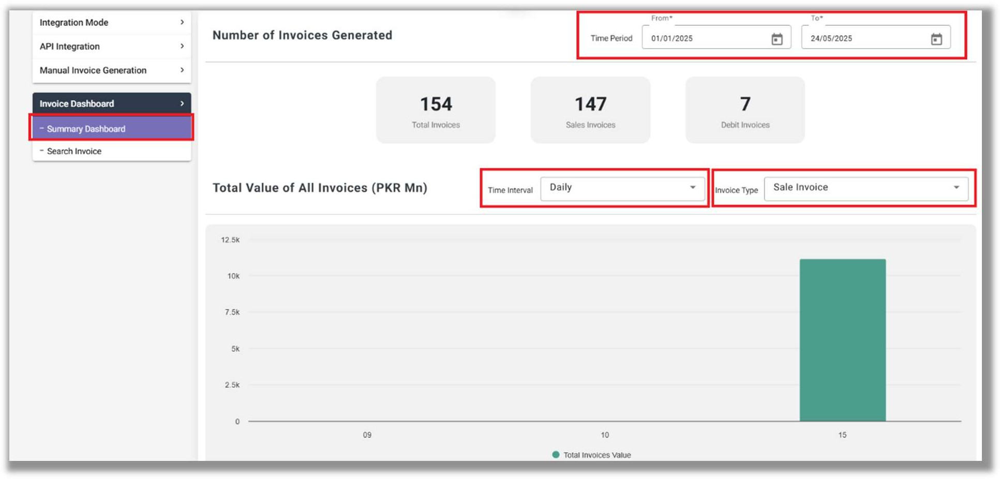 Integration Mode
API Integration
Manual Invoice Generation
Invoice Dashboard
- Summary Dashboard
- Search Invoice
Number of Invoices Generated
Time Period
From*
01/01/2025
To*
24/05/2025
154
Total Invoices
147
Sales Invoices
7
Debit Invoices
Total Value of All Invoices (PKR Mn)
Time Interval
Daily
Invoice Type
Sale Invoice
12.5k
10k
7.5k
5k
2.5k
0
09
10
15
Total Invoices Value